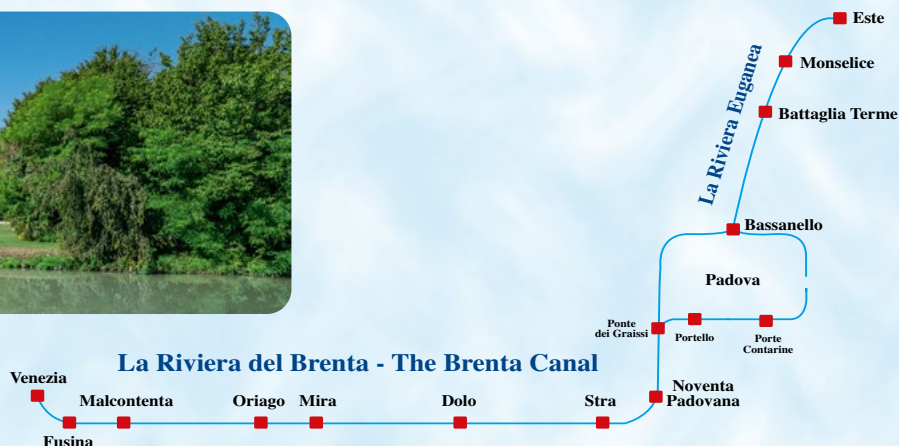 Este
Monselice
La Riviera Euganea
Battaglia Terme
Bassanello
Padova
Ponte
dei Graissi
Portello
Porte
Contarine
La Riviera del Brenta - The Brenta Canal
Venezia
Malcontenta
Oriago
Mira
Dolo
Stra
Noventa
Padovana
Fusina